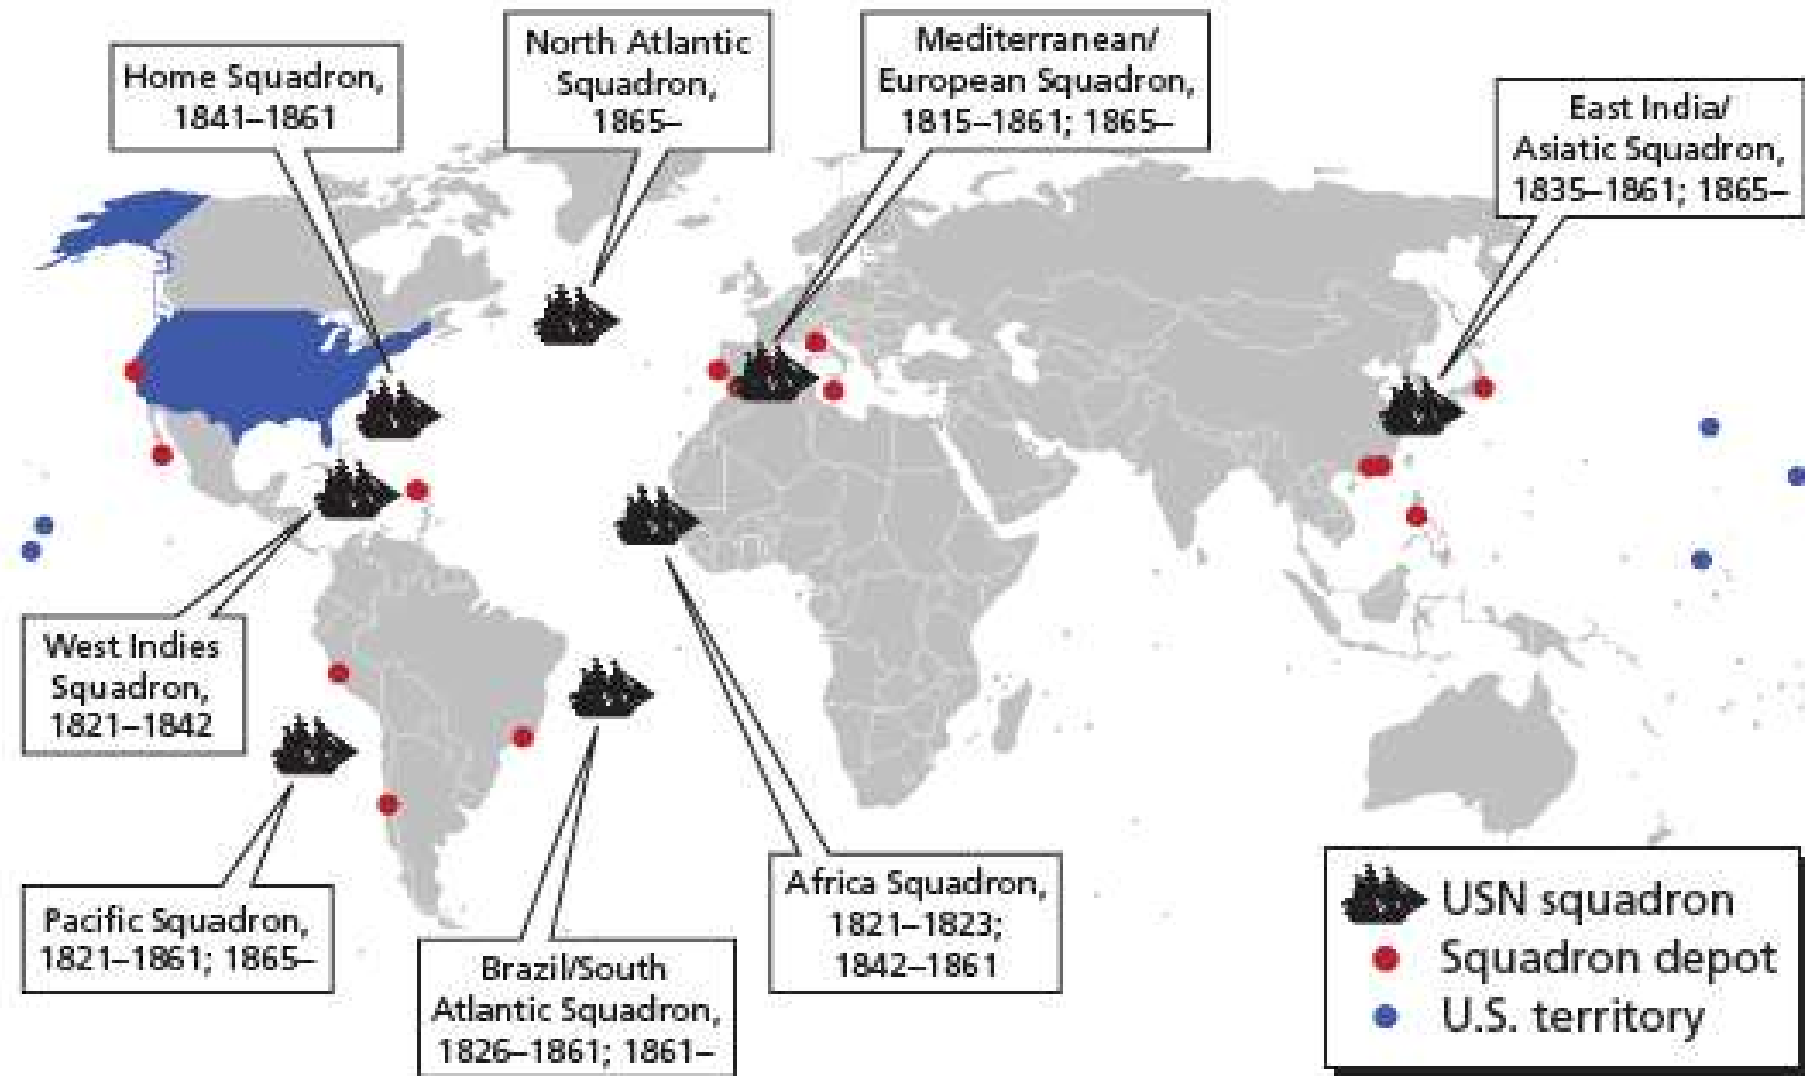 Home Squadron,
1841–1861
North Atlantic
Squadron,
1865–
Mediterranean/
European Squadron,
1815–1861; 1865–
East India/
Asiatic Squadron,
1835–1861; 1865–
West Indies
Squadron,
1821–1842
Pacific Squadron,
1821–1861; 1865–
Brazil/South
Atlantic Squadron,
1826–1861; 1861–
Africa Squadron,
1821–1823;
1842–1861
USN squadron
Squadron depot
U.S. territory